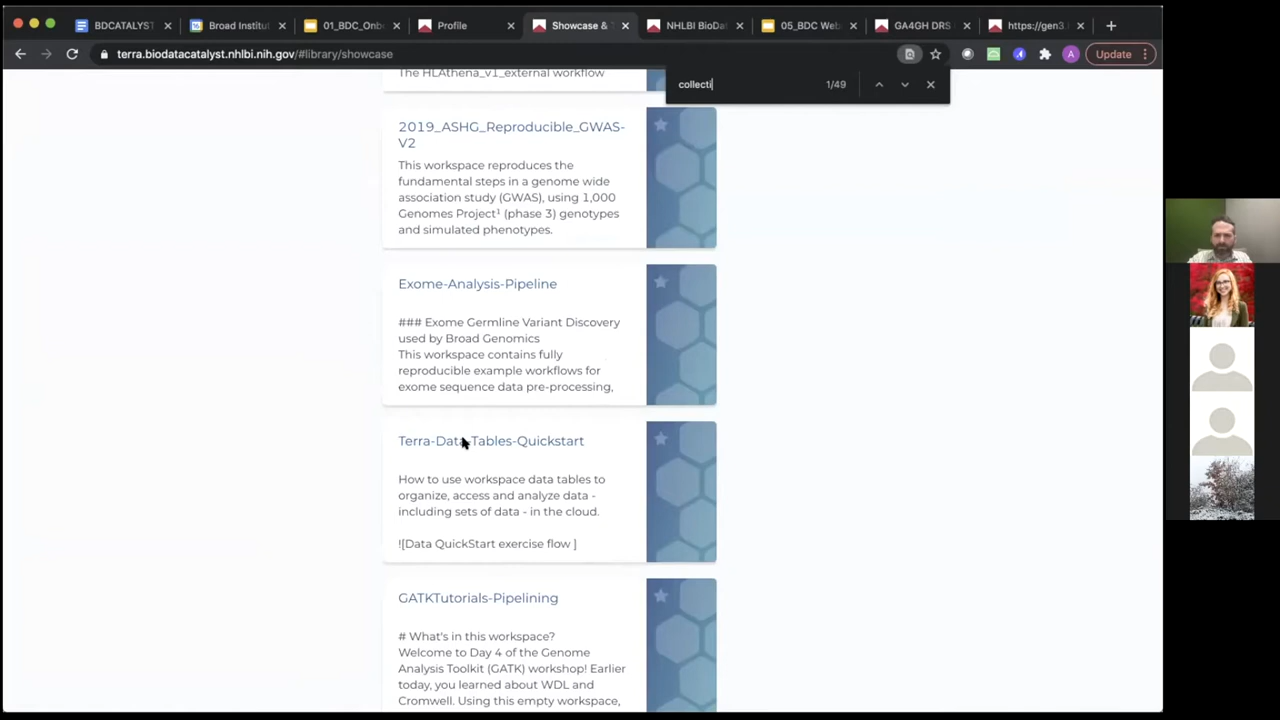 BDCATALYST
Broad Institu
01_BDC_Onb
Profile
Showcase & T
NHLBI BioDat
05_BDC Web
GA4GH DRS
https://gen3.
terra.biodatacatalyst.nhlbi.nih.gov/#library/showcase
Update
collecti
1/49
The HLAthena_v1_external workflow
2019_ASHG_Reproducible_GWAS-
V2
This workspace reproduces the
fundamental steps in a genome wide
association study (GWAS), using 1,000
Genomes Project¹ (phase 3) genotypes
and simulated phenotypes.
Exome-Analysis-Pipeline
### Exome Germline Variant Discovery
used by Broad Genomics
This workspace contains fully
reproducible example workflows for
exome sequence data pre-processing,
Terra-Data-Tables-Quickstart
How to use workspace data tables to
organize, access and analyze data -
including sets of data - in the cloud.
![Data QuickStart exercise flow ]
GATKTutorials-Pipelining
# What's in this workspace?
Welcome to Day 4 of the Genome
Analysis Toolkit (GATK) workshop! Earlier
today, you learned about WDL and
Cromwell. Using this empty workspace,